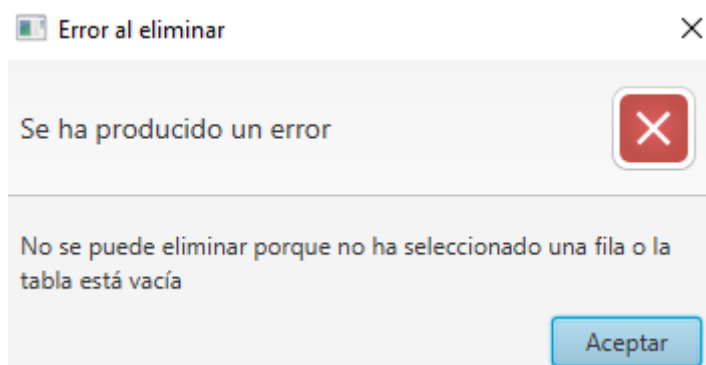 Error al eliminar
Se ha producido un error
No se puede eliminar porque no ha seleccionado una fila o la
tabla está vacía
Aceptar